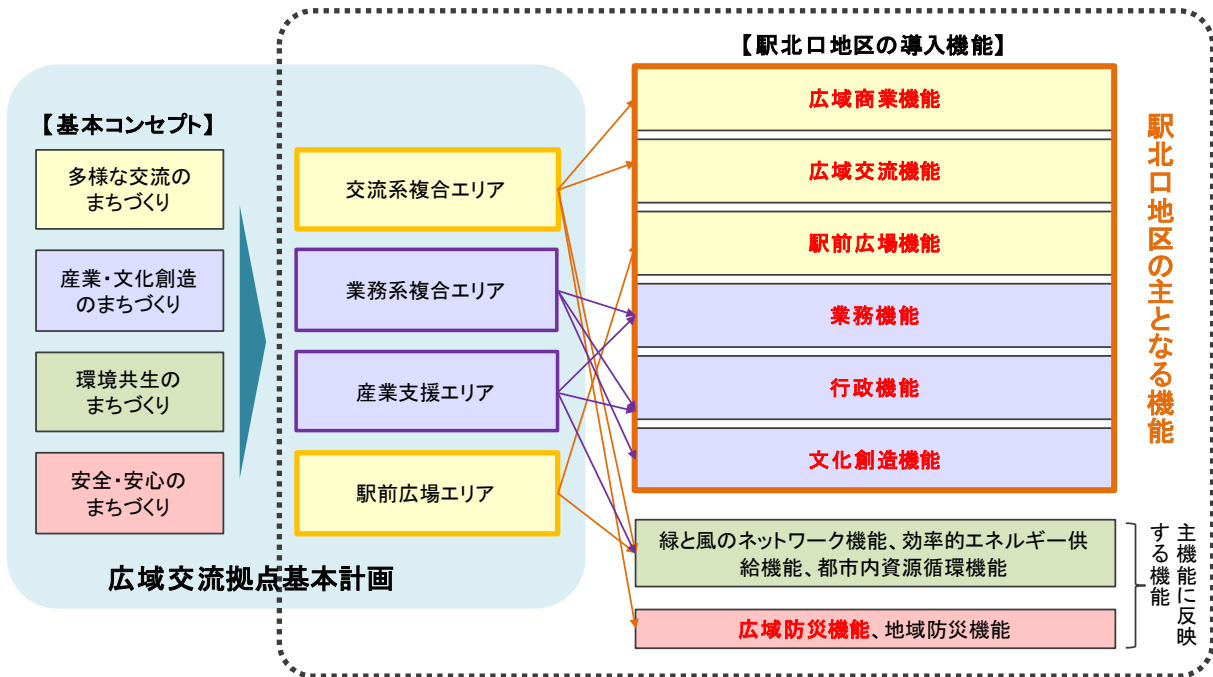 【基本コンセプト】
多様な交流の
まちづくり
産業・文化創造
のまちづくり
環境共生の
まちづくり
安全・安心の
まちづくり
広域交流拠点基本計画
交流系複合エリア
業務系複合エリア
産業支援エリア
駅前広場エリア
【駅北口地区の導入機能】
広域商業機能
広域交流機能
駅前広場機能
業務機能
行政機能
文化創造機能
緑と風のネットワーク機能、効率的エネルギー供
給機能、都市内資源循環機能
広域防災機能、地域防災機能
駅北口地区の主となる機能
主機能に反映
する機能